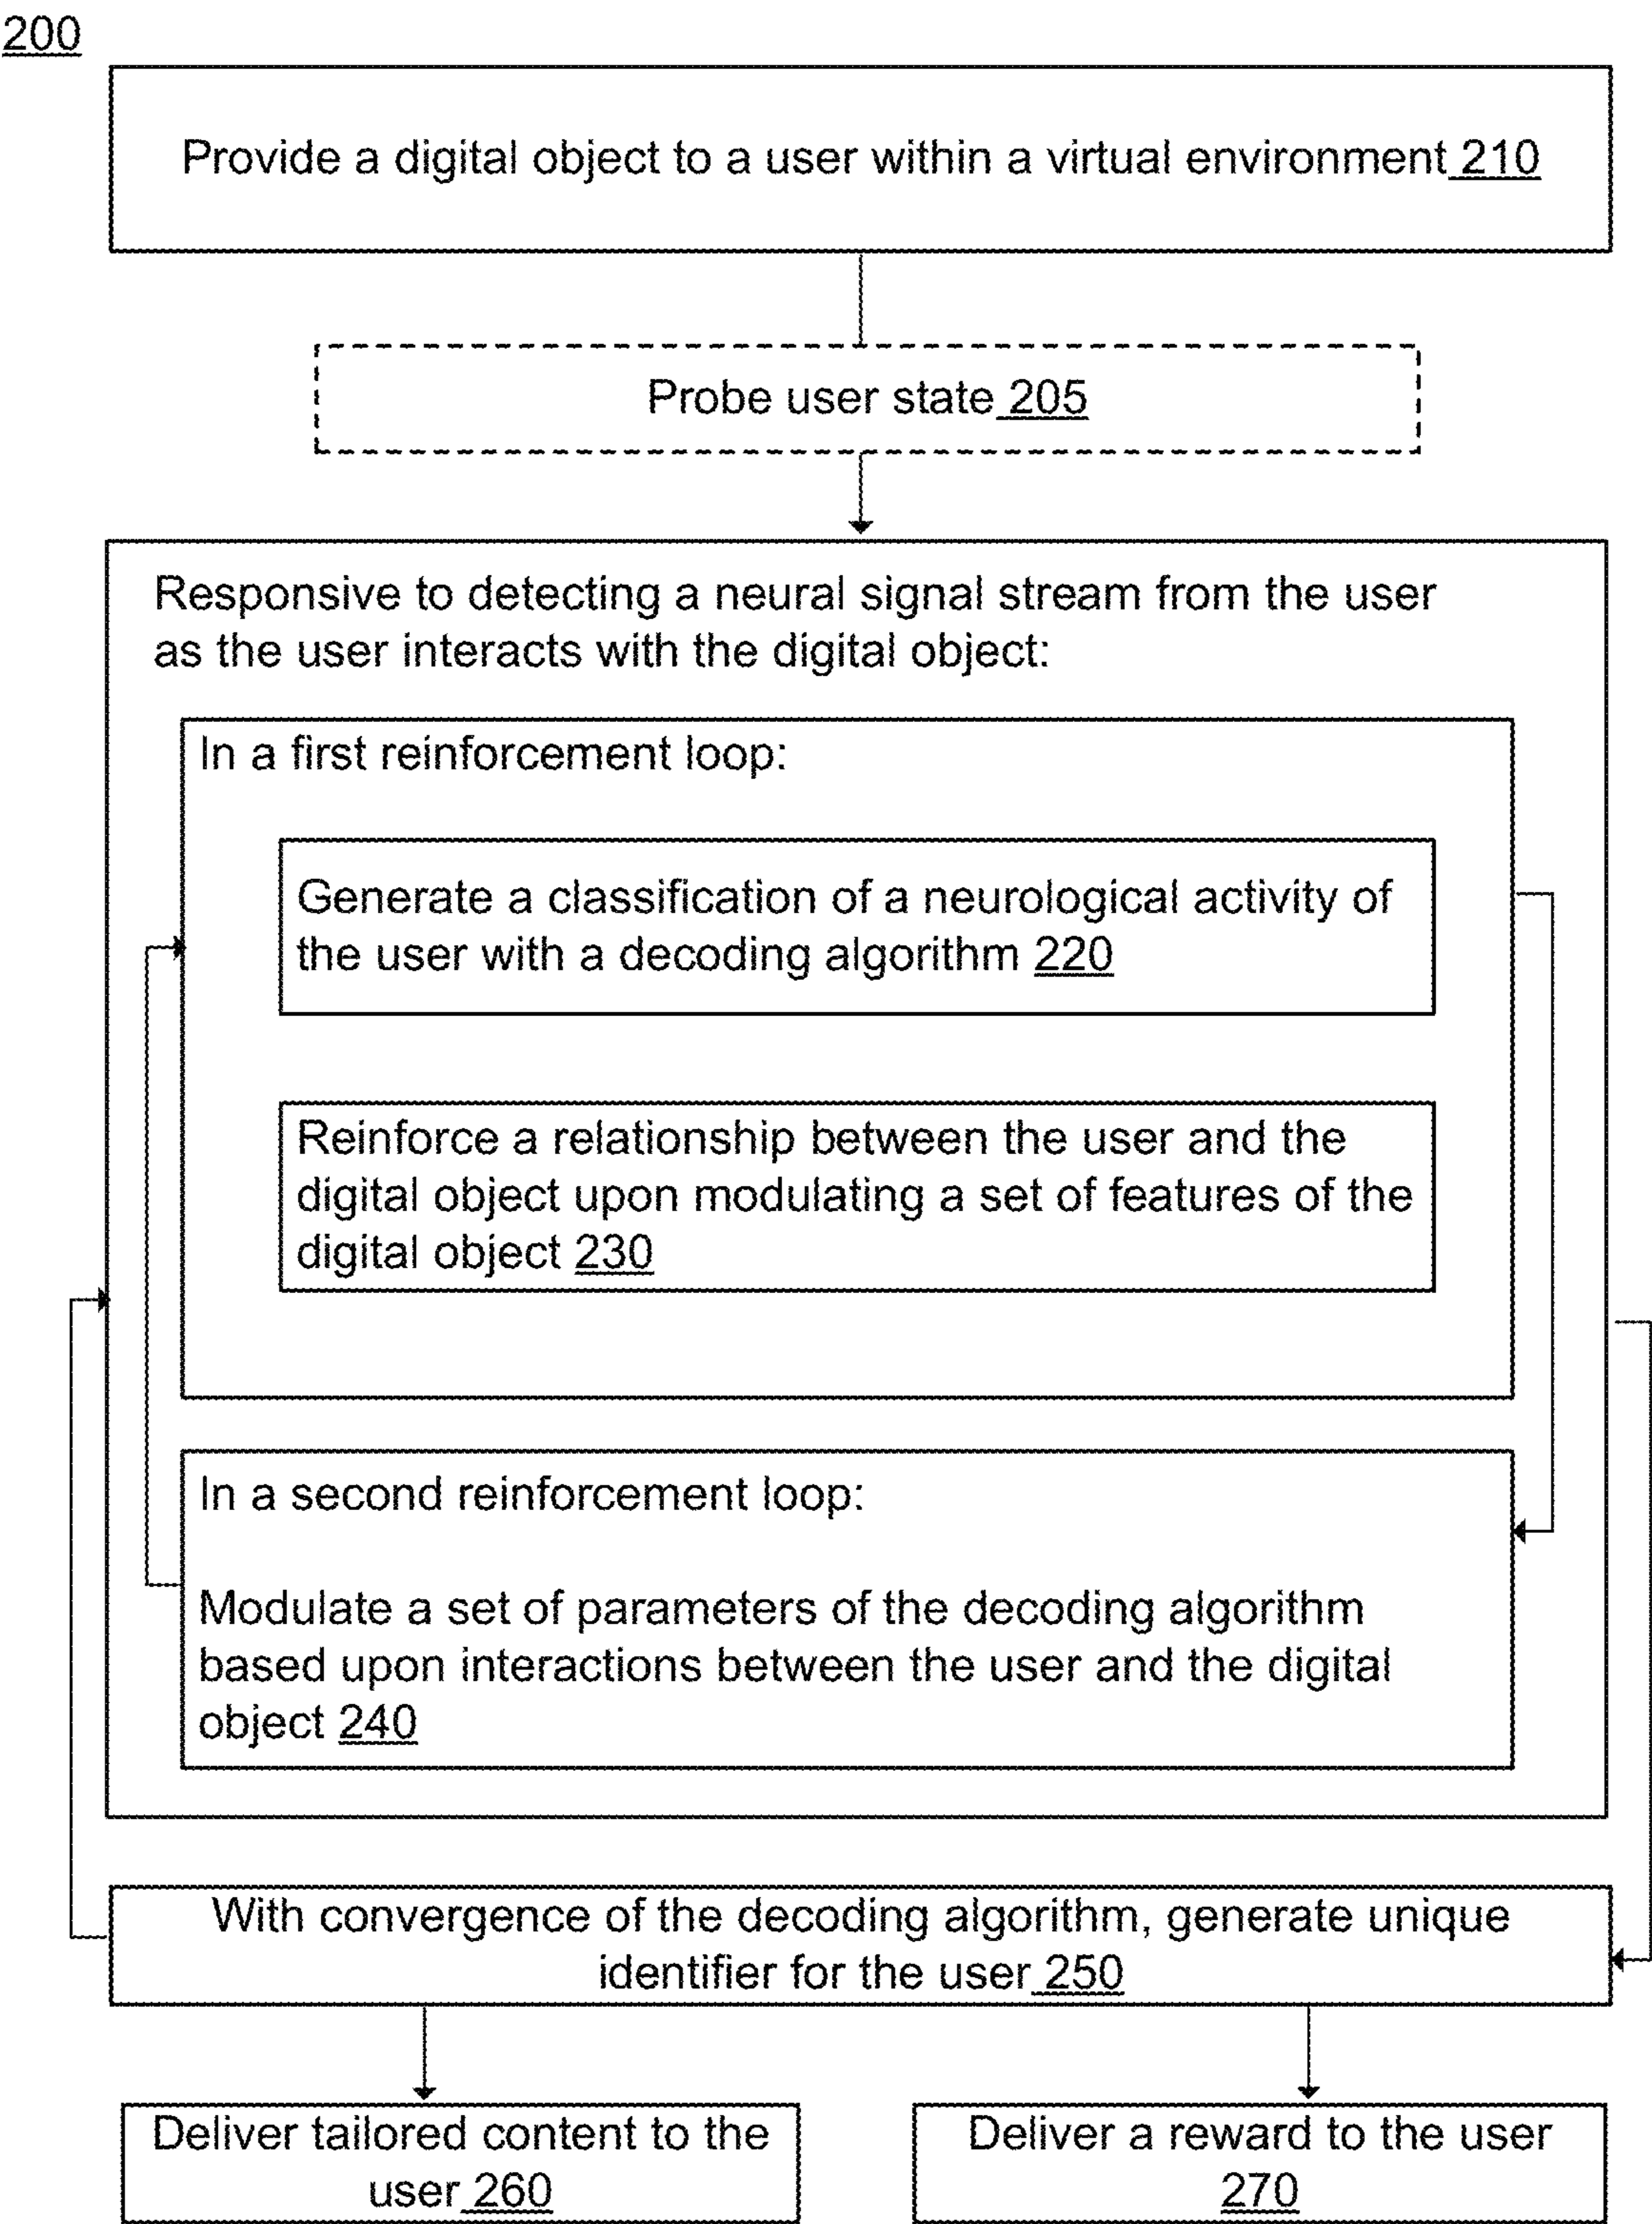 200
Provide a digital object to a user within a virtual environment 210
Probe user state 205
Responsive to detecting a neural signal stream from the user
as the user interacts with the digital object:
In a first reinforcement loop:
Generate a classification of a neurological activity of
the user with a decoding algorithm 220
Reinforce a relationship between the user and the
digital object upon modulating a set of features of the
digital object 230
In a second reinforcement loop:
Modulate a set of parameters of the decoding algorithm
based upon interactions between the user and the digital
object 240
With convergence of the decoding algorithm, generate unique
identifier for the user 250
Deliver tailored content to the
user 260
Deliver a reward to the user
270